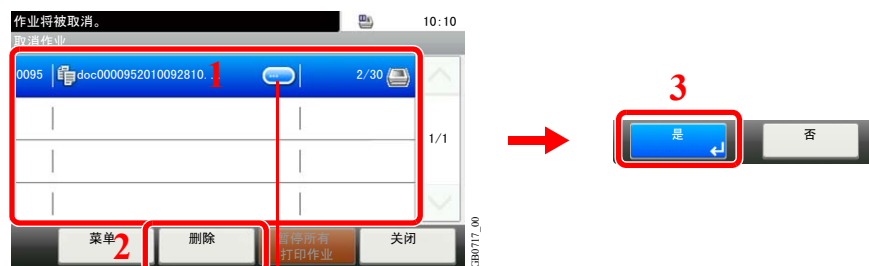 作业将被取消。 10:10
取消作业
0095 doc0000952010092810... 1 2/30
1/1
菜单 2 删除 暂停所有 打印作业 关闭
GB0717_00
3
是 否